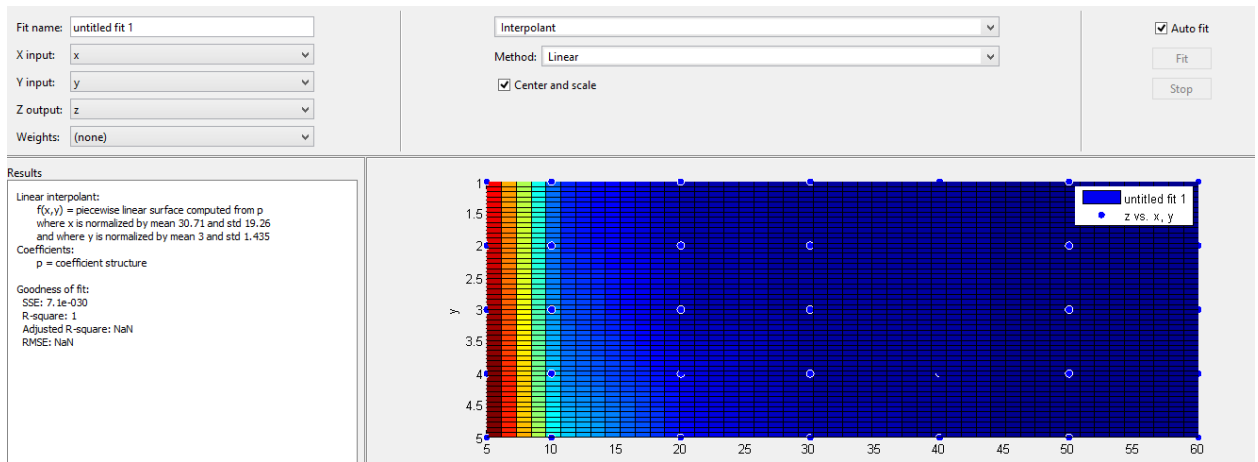 Fit name: untitled fit 1
X input: x
Y input: y
Z output: z
Weights: (none)
Interpolant
Method: Linear
Center and scale
Auto fit
Fit
Stop
Results
Linear interpolant:
f(x,y) = piecewise linear surface computed from p
where x is normalized by mean 30.71 and std 19.26
and where y is normalized by mean 3 and std 1.435
Coefficients:
p = coefficient structure
Goodness of fit:
SSE: 7.1e-030
R-square: 1
Adjusted R-square: NaN
RMSE: NaN
untitled fit 1
z vs. x, y
y
1
1.5
2
2.5
3
3.5
4
4.5
5
5 10 15 20 25 30 35 40 45 50 55 60